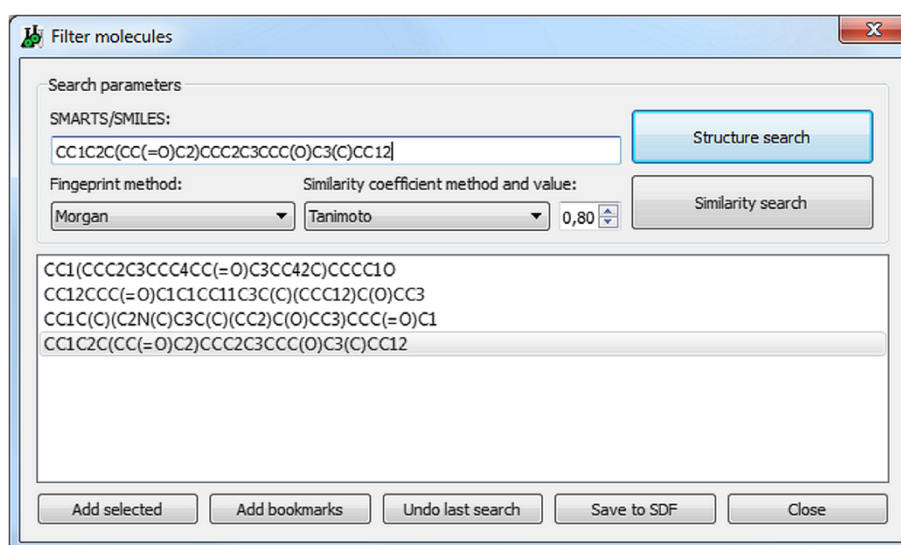 Filter molecules
Search parameters
SMARTS/SMILES:
CC1C2C(CC(=O)C2)CCC2C3CCC(O)C3(C)CC12
Structure search
Fingeprint method:
Similarity coefficient method and value:
Morgan
Tanimoto
0,80
Similarity search
CC1(CCC2C3CCC4CC(=O)C3CC42C)CCCC1O
CC12CCC(=O)C1C1CC11C3C(C)(CCC12)C(O)CC3
CC1C(C)(C2N(C)C3C(C)(CC2)C(O)CC3)CCC(=O)C1
CC1C2C(CC(=O)C2)CCC2C3CCC(O)C3(C)CC12
Add selected
Add bookmarks
Undo last search
Save to SDF
Close